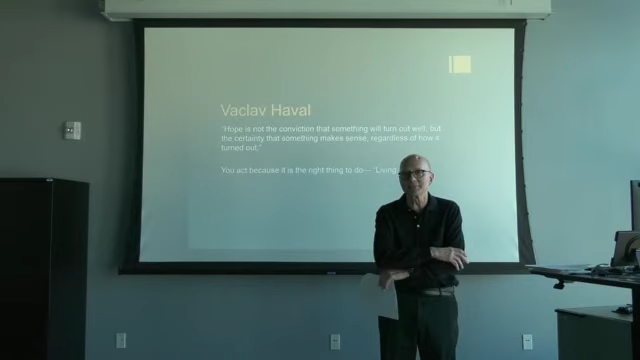 Vaclav Haval
"Hope is not the conviction that something will turn out well, but
the certainty that something makes sense, regardless of how it
turned out."
You act because it is the right thing to do— "Living